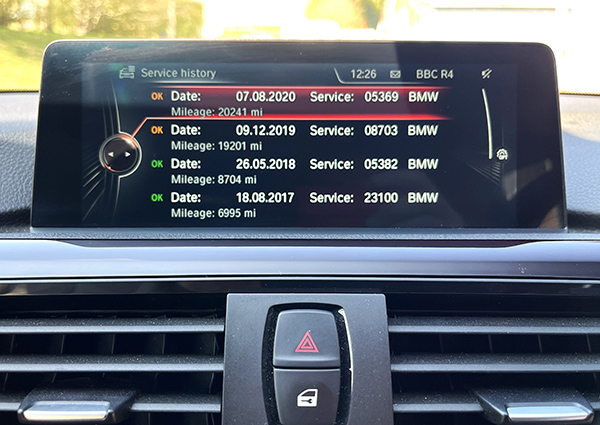 Service history 12:26 BBC R4
OK Date: 07.08.2020 Service: 05369 BMW
Mileage: 20241 mi
OK Date: 09.12.2019 Service: 08703 BMW
Mileage: 19201 mi
OK Date: 26.05.2018 Service: 05382 BMW
Mileage: 8704 mi
OK Date: 18.08.2017 Service: 23100 BMW
Mileage: 6995 mi